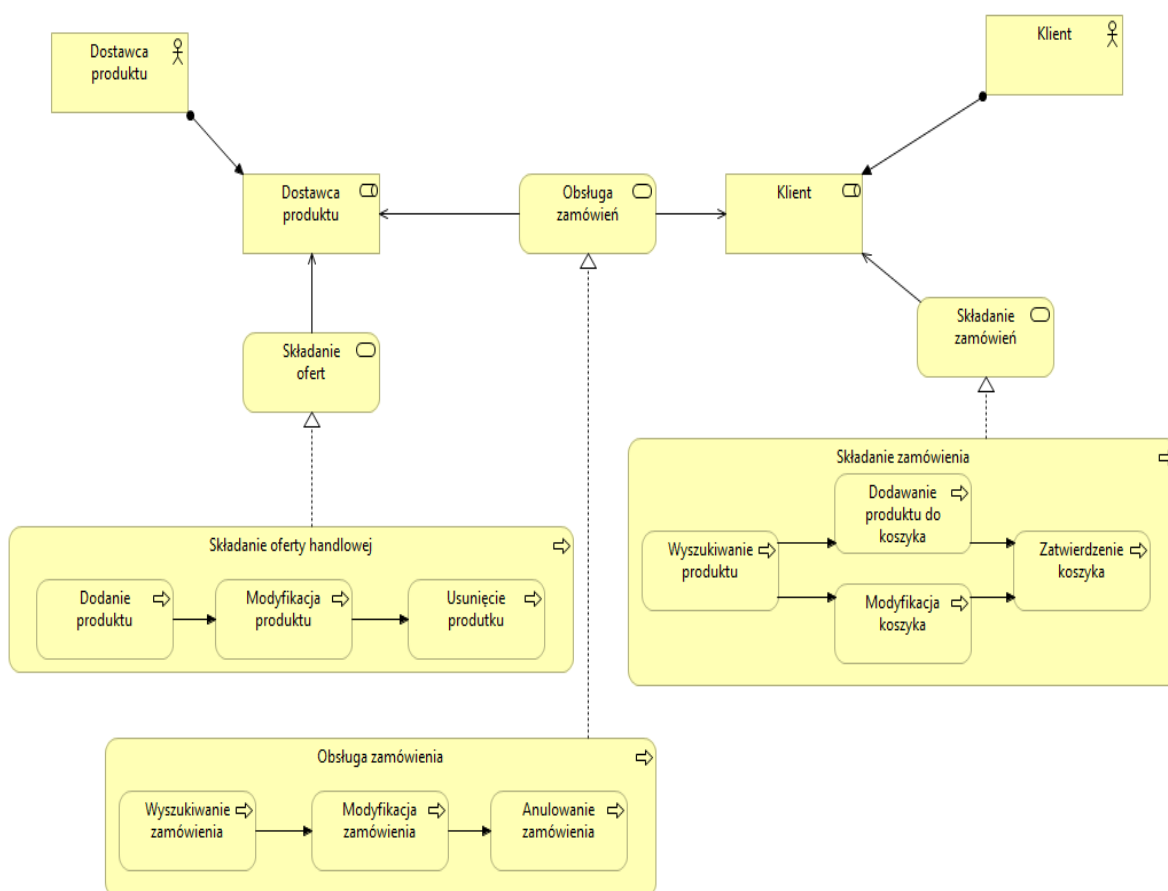 Dostawca
produktu
Klient
Dostawca
produktu
Obsługa
zamówień
Klient
Składanie
ofert
Składanie
zamówień
Składanie zamówienia
Dodawanie
produktu do
koszyka
Wyszukiwanie
produktu
Zatwierdzenie
koszyka
Modyfikacja
koszyka
Składanie oferty handlowej
Dodanie
produktu
Modyfikacja
produktu
Usunięcie
produtku
Obsługa zamówienia
Wyszukiwanie
zamówienia
Modyfikacja
zamówienia
Anulowanie
zamówienia